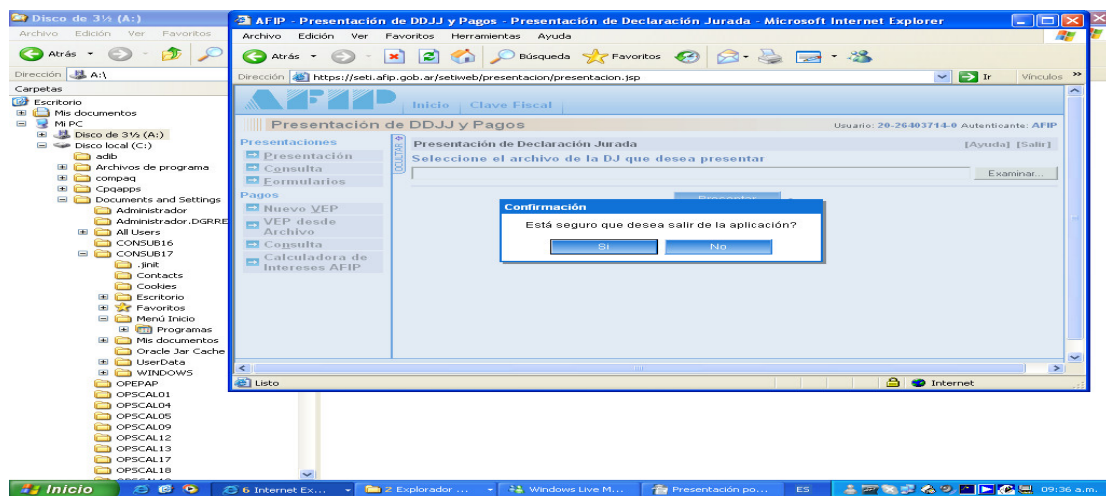 Disco de 3½ (A:)
Archivo Edición Ver Favoritos
Atrás
Dirección A:\
Carpetas
Escritorio
Mis documentos
Mi PC
Disco de 3½ (A:)
Disco local (C:)
adib
Archivos de programa
compaq
Cpqapps
Documents and Settings
Administrador
Administrador.DGRRE
All Users
CONSUB16
CONSUB17
.jinit
Contacts
Cookies
Escritorio
Favoritos
Menú Inicio
Programas
Mis documentos
Oracle Jar Cache
UserData
WINDOWS
OPEPAP
OPSCAL01
OPSCAL04
OPSCAL05
OPSCAL09
OPSCAL12
OPSCAL13
OPSCAL17
OPSCAL18
AFIP - Presentación de DDJJ y Pagos - Presentación de Declaración Jurada - Microsoft Internet Explorer
Archivo Edición Ver Favoritos Herramientas Ayuda
Atrás Búsqueda Favoritos
Dirección https://seti.afip.gob.ar/setiweb/presentacion/presentacion.jsp Ir Vínculos
AFIP Inicio Clave Fiscal
Presentación de DDJJ y Pagos Usuario: 20-26403714-0 Autenticante: AFIP
Presentaciones
Presentación
Consulta
Formularios
Pagos
Nuevo VEP
VEP desde
Archivo
Consulta
Calculadora de
Intereses AFIP
OCULTAR
Presentación de Declaración Jurada [Ayuda] [Salir]
Seleccione el archivo de la DJ que desea presentar
Examinar...
Presentar
Confirmación
Está seguro que desea salir de la aplicación?
Si No
Listo Internet
Inicio 6 Internet Ex... 2 Explorador ... Windows Live M... Presentación po... ES 09:36 a.m.